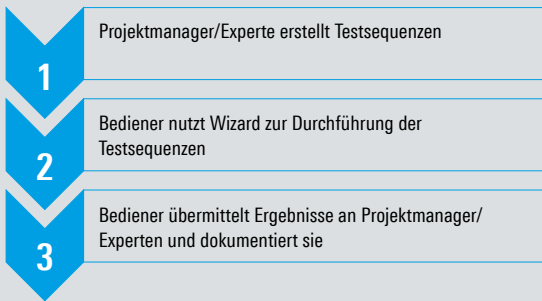 Projektmanager/Experte erstellt Testsequenzen
1
Bediener nutzt Wizard zur Durchführung der
Testsequenzen
2
Bediener übermittelt Ergebnisse an Projektmanager/
Experten und dokumentiert sie
3